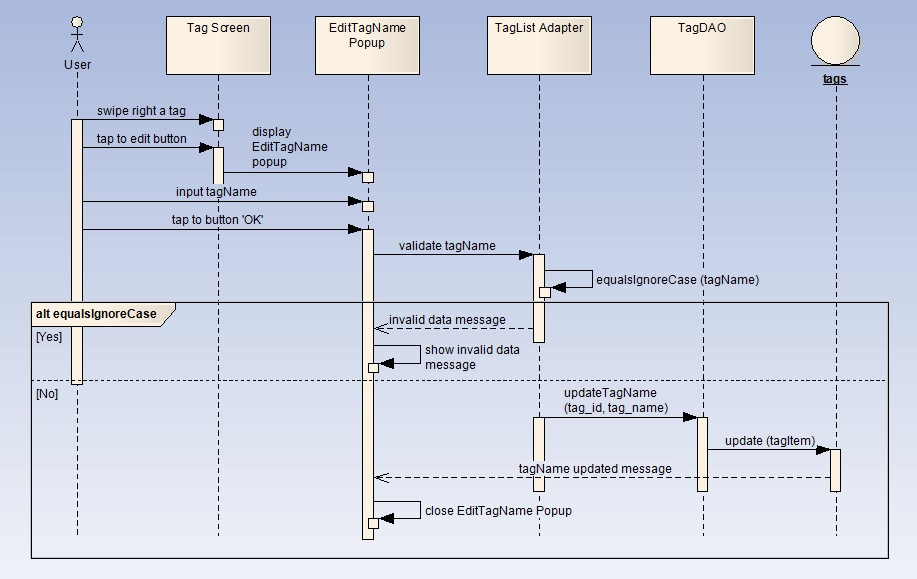 Tag Screen
EditTagName
Popup
TagList Adapter
TagDAO
User
tags
swipe right a tag
tap to edit button
display
EditTagName
popup
input tagName
tap to button 'OK'
validate tagName
equalsIgnoreCase (tagName)
alt equalsIgnoreCase
invalid data message
[Yes]
show invalid data
message
[No]
updateTagName
(tag_id, tag_name)
update (tagItem)
tagName updated message
close EditTagName Popup